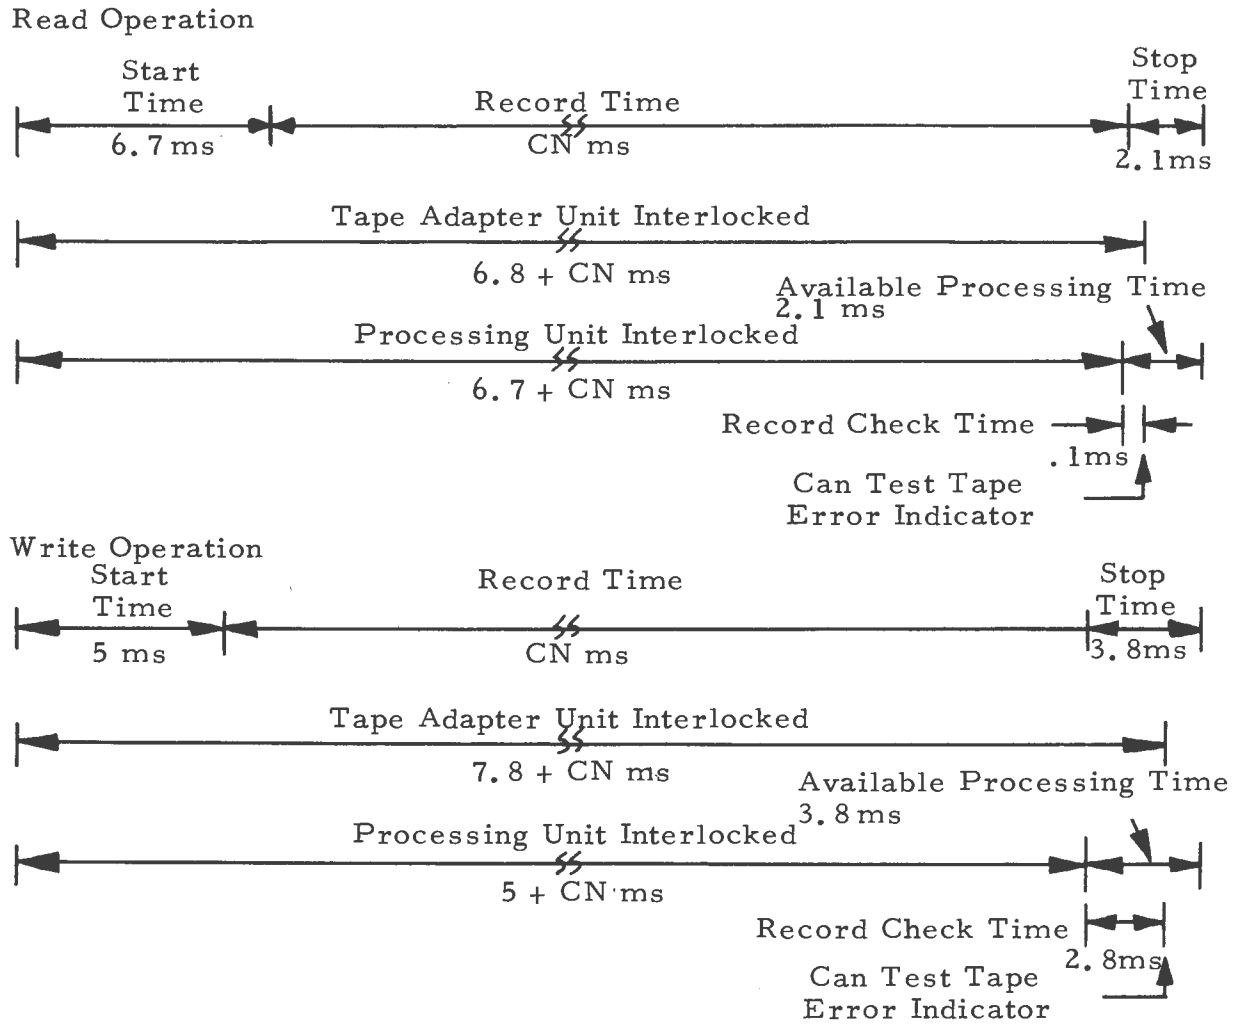 Read Operation
Start
Time
6.7 ms
Record Time
CN ms
Stop
Time
2.1ms
Tape Adapter Unit Interlocked
6.8 + CN ms
Available Processing Time
2.1 ms
Processing Unit Interlocked
6.7 + CN ms
Record Check Time
.1ms
Can Test Tape
Error Indicator
Write Operation
Start
Time
5 ms
Record Time
CN ms
Stop
Time
3.8ms
Tape Adapter Unit Interlocked
7.8 + CN ms
Available Processing Time
3.8 ms
Processing Unit Interlocked
5 + CN ms
Record Check Time
2.8ms
Can Test Tape
Error Indicator